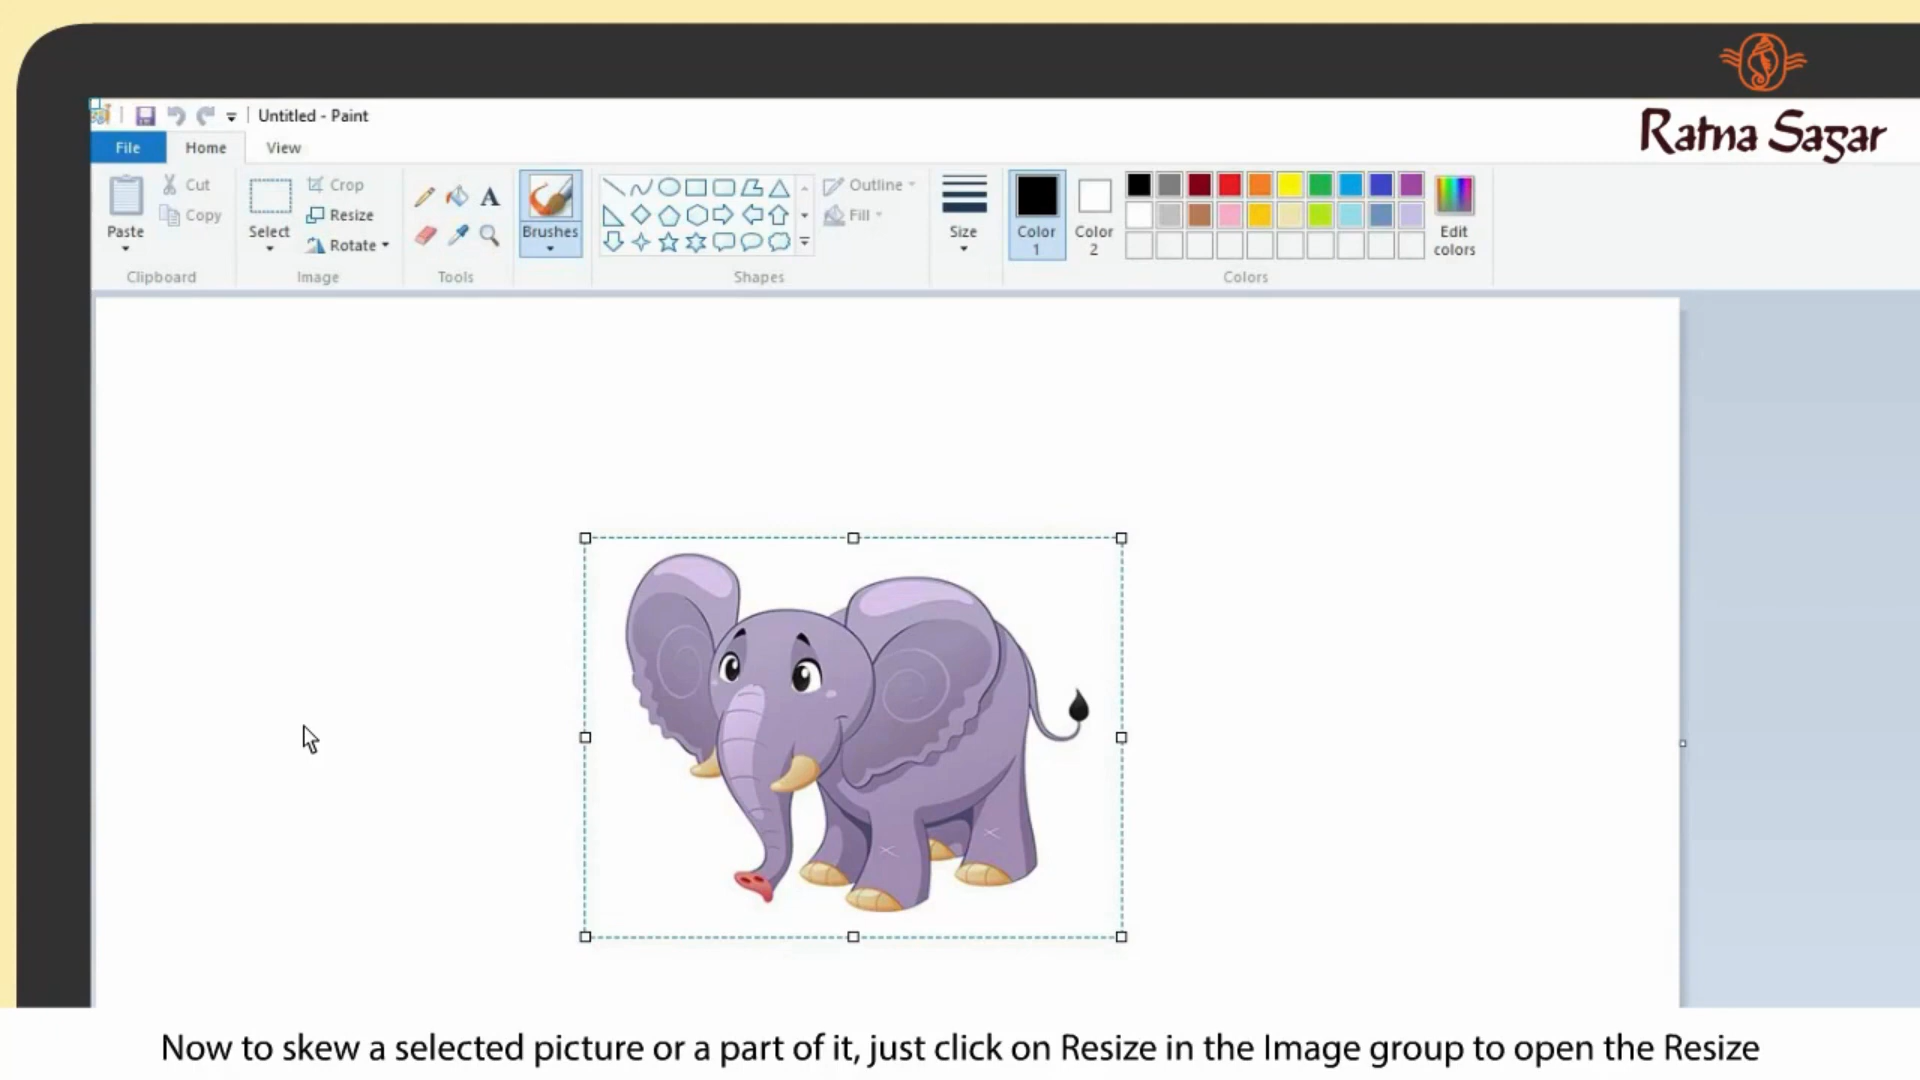 Ratna Sagar
Untitled - Paint
File Home View
Paste
Cut
Copy
Clipboard
Select
Crop
Resize
Rotate
Image
A
Tools
Brushes
Shapes
Outline
Fill
Size
Color
1
Color
2
Colors
Edit
colors
Now to skew a selected picture or a part of it, just click on Resize in the Image group to open the Resize